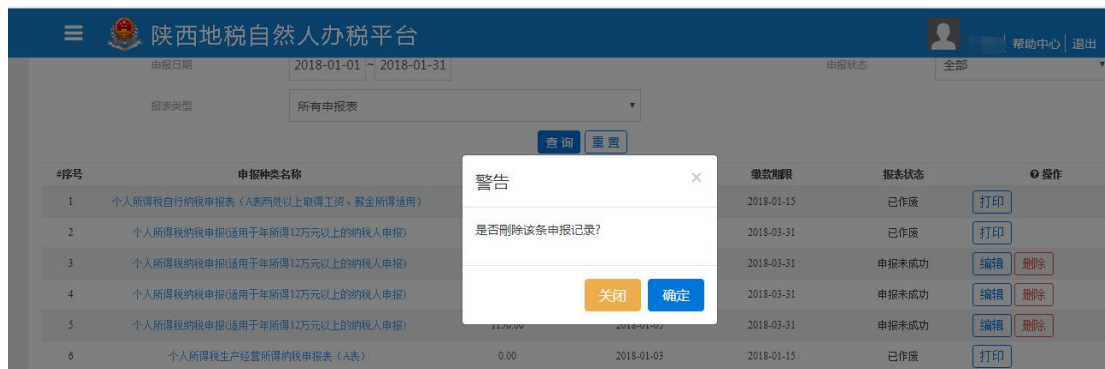 陕西地税自然人办税平台 帮助中心 退出
申报日期 2018-01-01 ~ 2018-01-31 申报状态 全部
报表类型 所有申报表
查询 重置
#序号 申报种类名称 缴款期限 报表状态 操作
警告 ×
1 个人所得税自行纳税申报表（A表两处以上取得工资、薪金所得适用） 2018-01-15 已作废 打印
2 个人所得税纳税申报(适用于年所得12万元以上的纳税人申报) 2018-03-31 已作废 打印
是否删除该条申报记录?
3 个人所得税纳税申报(适用于年所得12万元以上的纳税人申报) 2018-03-31 申报未成功 编辑 删除
4 个人所得税纳税申报(适用于年所得12万元以上的纳税人申报) 2018-03-31 申报未成功 编辑 删除
关闭 确定
5 个人所得税纳税申报(适用于年所得12万元以上的纳税人申报) 1150.00 2018-01-05 2018-03-31 申报未成功 编辑 删除
6 个人所得税生产经营所得纳税申报表（A表） 0.00 2018-01-03 2018-01-15 已作废 打印